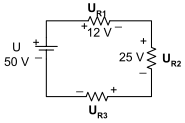 U_R1
+ −
12 V
U
+
50 V −
+
25 V
U_R2
−
− +
U_R3